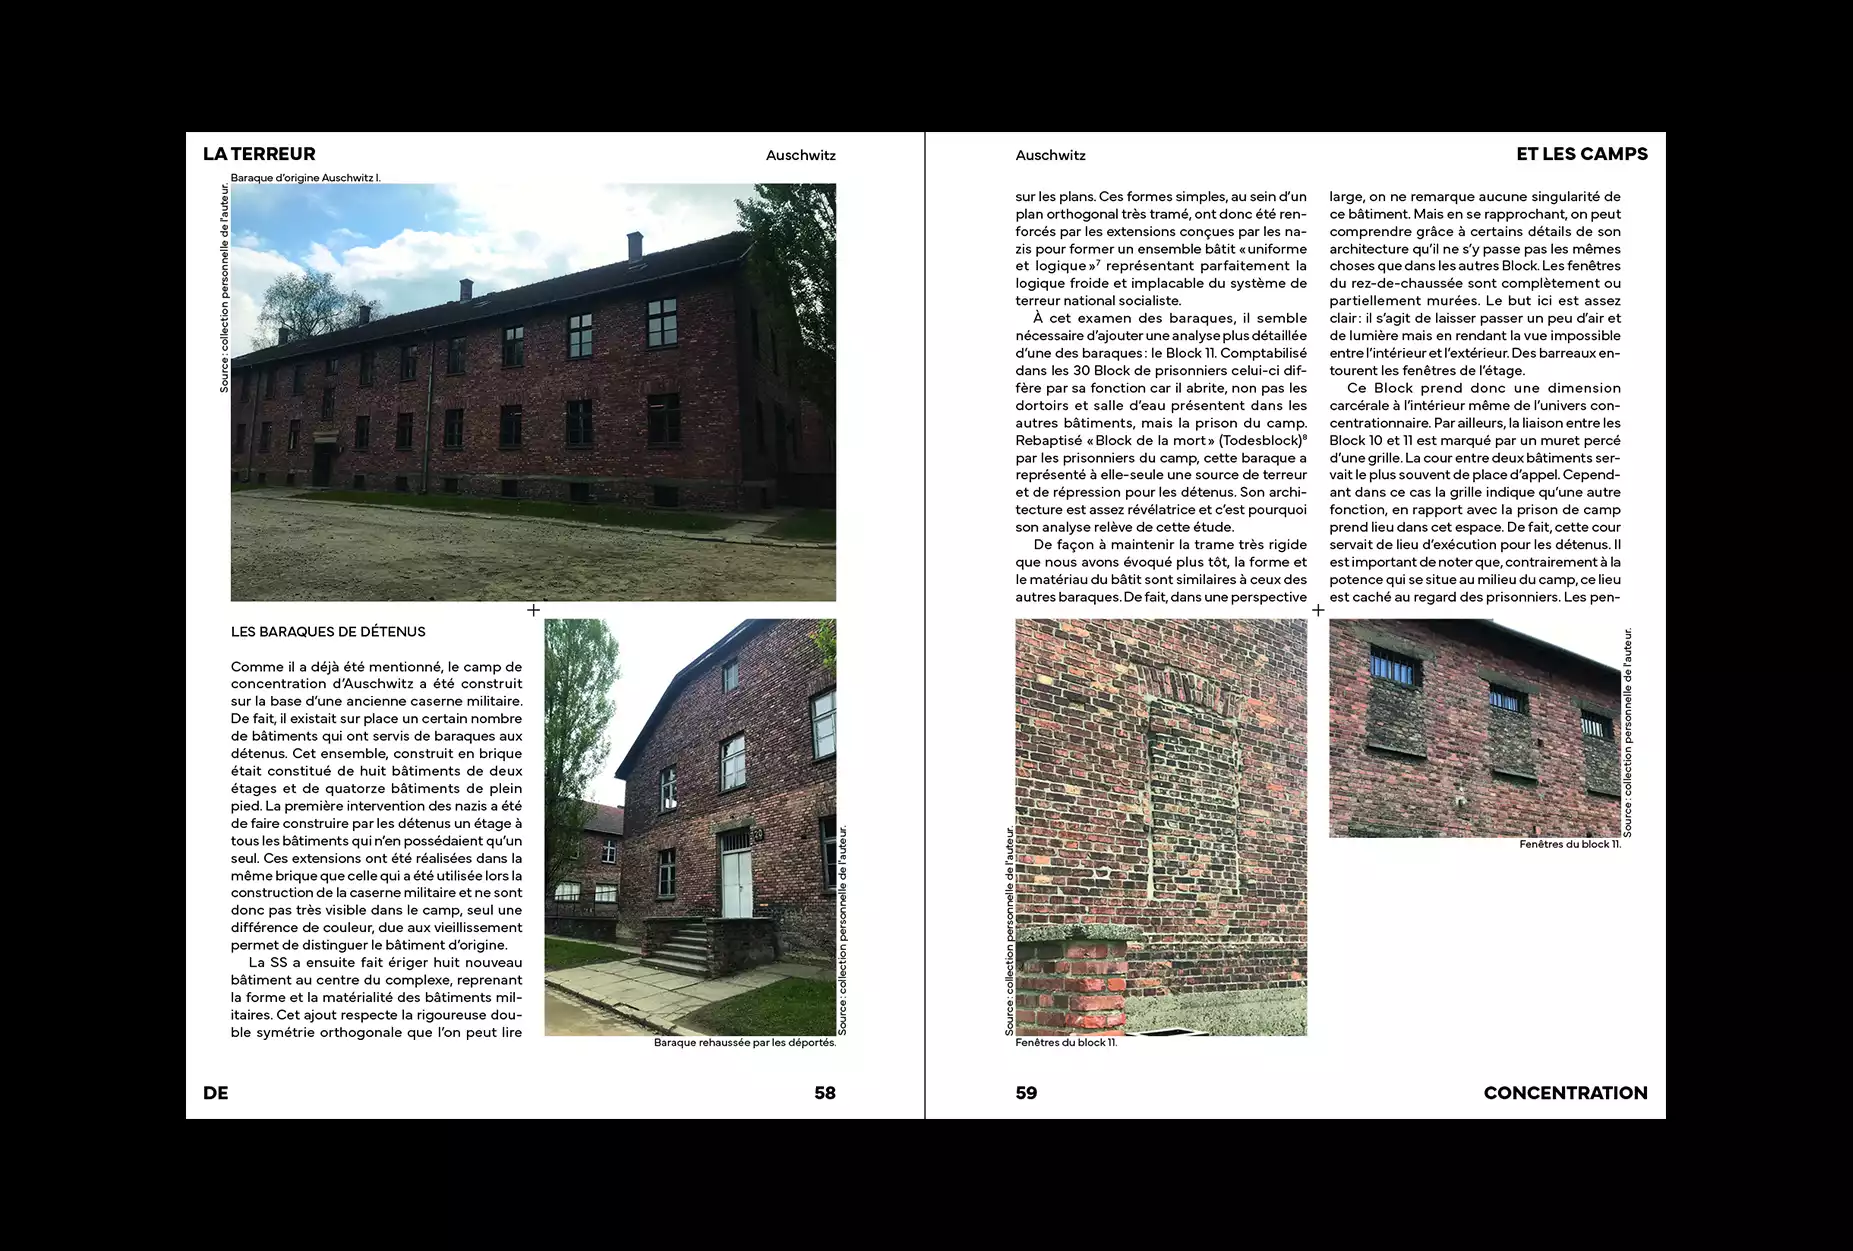 LA TERREUR
Auschwitz
Baraque d’origine Auschwitz I.
Source : collection personnelle de l’auteur.
LES BARAQUES DE DÉTENUS
Comme il a déjà été mentionné, le camp de
concentration d’Auschwitz a été construit
sur la base d’une ancienne caserne militaire.
De fait, il existait sur place un certain nombre
de bâtiments qui ont servis de baraques aux
détenus. Cet ensemble, construit en brique
était constitué de huit bâtiments de deux
étages et de quatorze bâtiments de plein
pied. La première intervention des nazis a été
de faire construire par les détenus un étage à
tous les bâtiments qui n’en possédaient qu’un
seul. Ces extensions ont été réalisées dans la
même brique que celle qui a été utilisée lors la
construction de la caserne militaire et ne sont
donc pas très visible dans le camp, seul une
différence de couleur, due aux vieillissement
permet de distinguer le bâtiment d’origine.
La SS a ensuite fait ériger huit nouveau
bâtiment au centre du complexe, reprenant
la forme et la matérialité des bâtiments mil-
itaires. Cet ajout respecte la rigoureuse dou-
ble symétrie orthogonale que l’on peut lire
Source : collection personnelle de l’auteur.
Baraque rehaussée par les déportés.
DE
58
Auschwitz
ET LES CAMPS
sur les plans. Ces formes simples, au sein d’un
plan orthogonal très tramé, ont donc été ren-
forcés par les extensions conçues par les na-
zis pour former un ensemble bâtit « uniforme
et logique »⁷ représentant parfaitement la
logique froide et implacable du système de
terreur national socialiste.
À cet examen des baraques, il semble
nécessaire d’ajouter une analyse plus détaillée
d’une des baraques : le Block 11. Comptabilisé
dans les 30 Block de prisonniers celui-ci dif-
fère par sa fonction car il abrite, non pas les
dortoirs et salle d’eau présentent dans les
autres bâtiments, mais la prison du camp.
Rebaptisé « Block de la mort » (Todesblock)⁸
par les prisonniers du camp, cette baraque a
représenté à elle-seule une source de terreur
et de répression pour les détenus. Son archi-
tecture est assez révélatrice et c’est pourquoi
son analyse relève de cette étude.
De façon à maintenir la trame très rigide
que nous avons évoqué plus tôt, la forme et
le matériau du bâtit sont similaires à ceux des
autres baraques. De fait, dans une perspective
large, on ne remarque aucune singularité de
ce bâtiment. Mais en se rapprochant, on peut
comprendre grâce à certains détails de son
architecture qu’il ne s’y passe pas les mêmes
choses que dans les autres Block. Les fenêtres
du rez-de-chaussée sont complètement ou
partiellement murées. Le but ici est assez
clair : il s’agit de laisser passer un peu d’air et
de lumière mais en rendant la vue impossible
entre l’intérieur et l’extérieur. Des barreaux en-
tourent les fenêtres de l’étage.
Ce Block prend donc une dimension
carcérale à l’intérieur même de l’univers con-
centrationnaire. Par ailleurs, la liaison entre les
Block 10 et 11 est marqué par un muret percé
d’une grille. La cour entre deux bâtiments ser-
vait le plus souvent de place d’appel. Cepend-
ant dans ce cas la grille indique qu’une autre
fonction, en rapport avec la prison de camp
prend lieu dans cet espace. De fait, cette cour
servait de lieu d’exécution pour les détenus. Il
est important de noter que, contrairement à la
potence qui se situe au milieu du camp, ce lieu
est caché au regard des prisonniers. Les pen-
Source : collection personnelle de l’auteur.
Fenêtres du block 11.
Source : collection personnelle de l’auteur.
Fenêtres du block 11.
59
CONCENTRATION